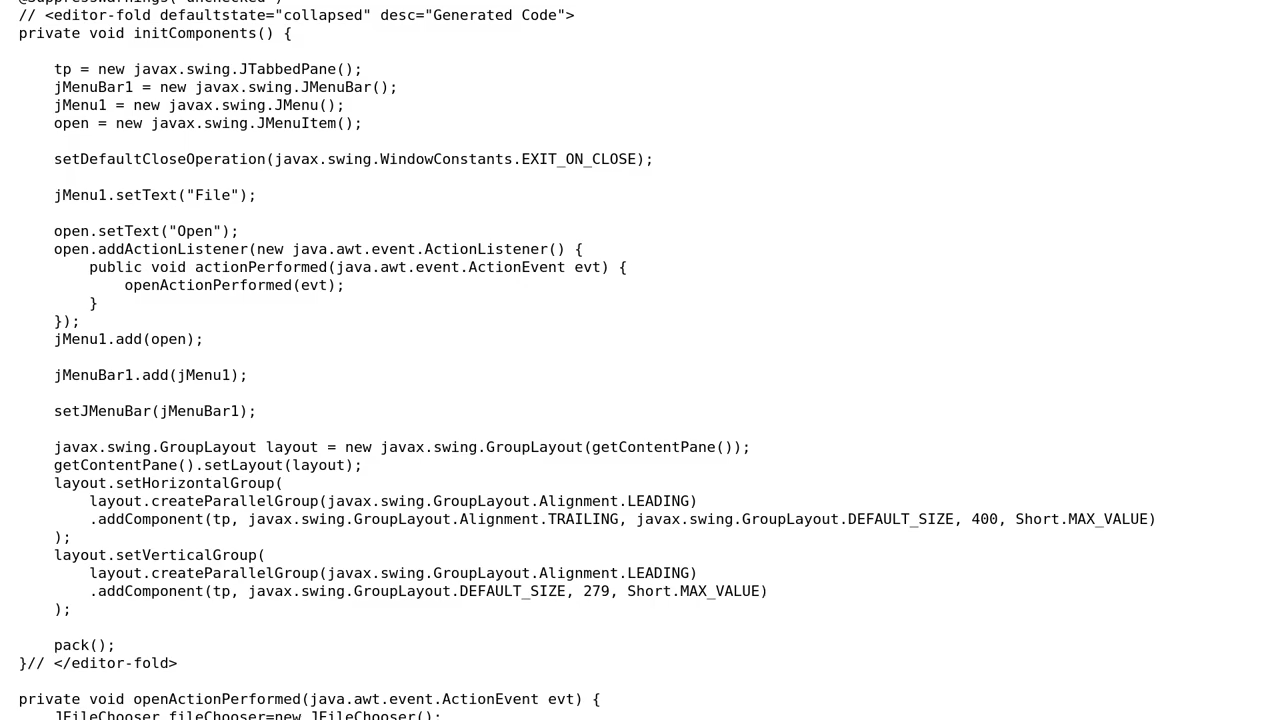 @SuppressWarnings("unchecked")
// <editor-fold defaultstate="collapsed" desc="Generated Code">
private void initComponents() {

    tp = new javax.swing.JTabbedPane();
    jMenuBar1 = new javax.swing.JMenuBar();
    jMenu1 = new javax.swing.JMenu();
    open = new javax.swing.JMenuItem();

    setDefaultCloseOperation(javax.swing.WindowConstants.EXIT_ON_CLOSE);

    jMenu1.setText("File");

    open.setText("Open");
    open.addActionListener(new java.awt.event.ActionListener() {
        public void actionPerformed(java.awt.event.ActionEvent evt) {
            openActionPerformed(evt);
        }
    });
    jMenu1.add(open);

    jMenuBar1.add(jMenu1);

    setJMenuBar(jMenuBar1);

    javax.swing.GroupLayout layout = new javax.swing.GroupLayout(getContentPane());
    getContentPane().setLayout(layout);
    layout.setHorizontalGroup(
        layout.createParallelGroup(javax.swing.GroupLayout.Alignment.LEADING)
        .addComponent(tp, javax.swing.GroupLayout.Alignment.TRAILING, javax.swing.GroupLayout.DEFAULT_SIZE, 400, Short.MAX_VALUE)
    );
    layout.setVerticalGroup(
        layout.createParallelGroup(javax.swing.GroupLayout.Alignment.LEADING)
        .addComponent(tp, javax.swing.GroupLayout.DEFAULT_SIZE, 279, Short.MAX_VALUE)
    );

    pack();
}// </editor-fold>

private void openActionPerformed(java.awt.event.ActionEvent evt) {
    JFileChooser fileChooser=new JFileChooser();